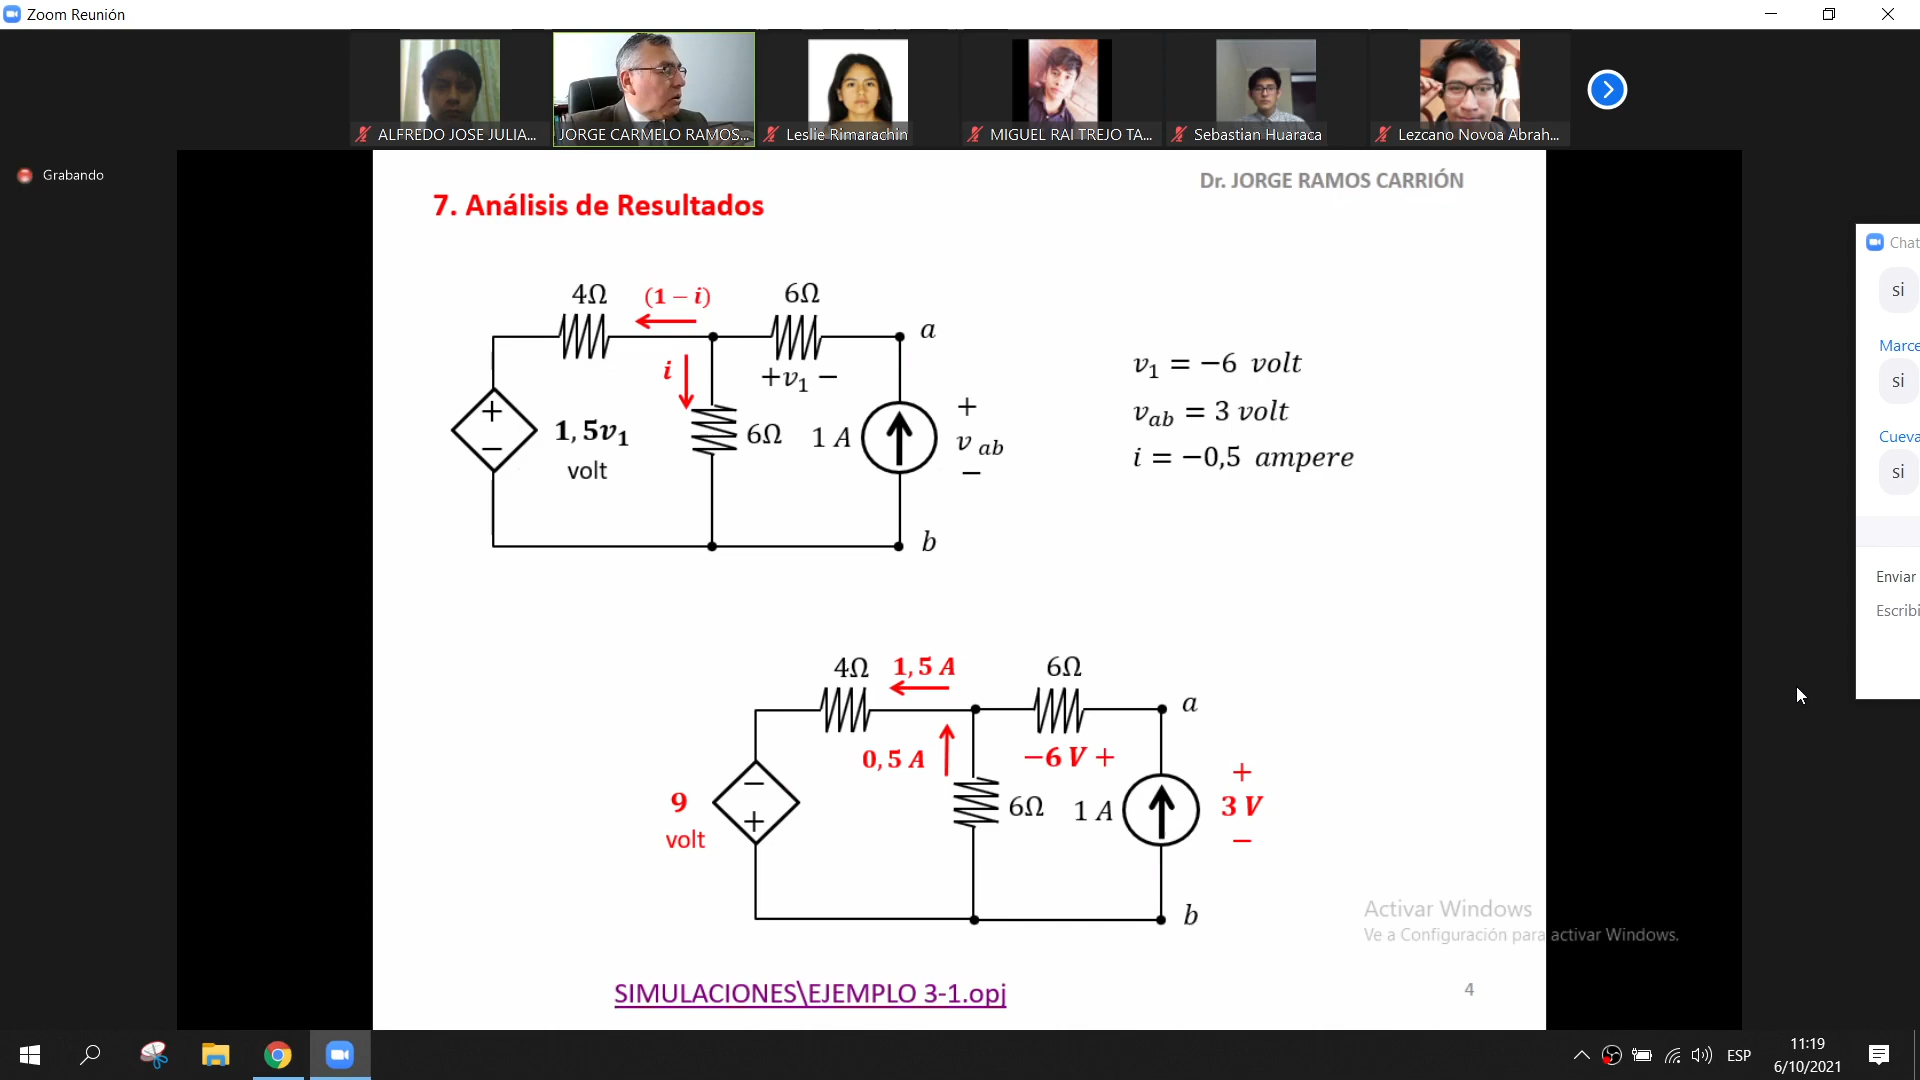 Zoom Reunión
ALFREDO JOSE JULIA...
JORGE CARMELO RAMOS...
Leslie Rimarachin
MIGUEL RAI TREJO TA...
Sebastian Huaraca
Lezcano Novoa Abrah...
Grabando
Dr. JORGE RAMOS CARRIÓN
7. Análisis de Resultados
4Ω
(1 − i)
6Ω
a
i
+v₁ −
+
−
1, 5v₁
volt
6Ω
1 A
+
v ab
−
b
v₁ = −6 volt
v_ab = 3 volt
i = −0,5 ampere
4Ω
1, 5 A
6Ω
a
0, 5 A
−6 V +
9
volt
−
+
6Ω
1 A
+
3 V
−
b
SIMULACIONES\EJEMPLO 3-1.opj
4
Activar Windows
Ve a Configuración para activar Windows.
Chat
si
Marce
si
Cueva
si
Enviar
Escribi
ESP
11:19
6/10/2021